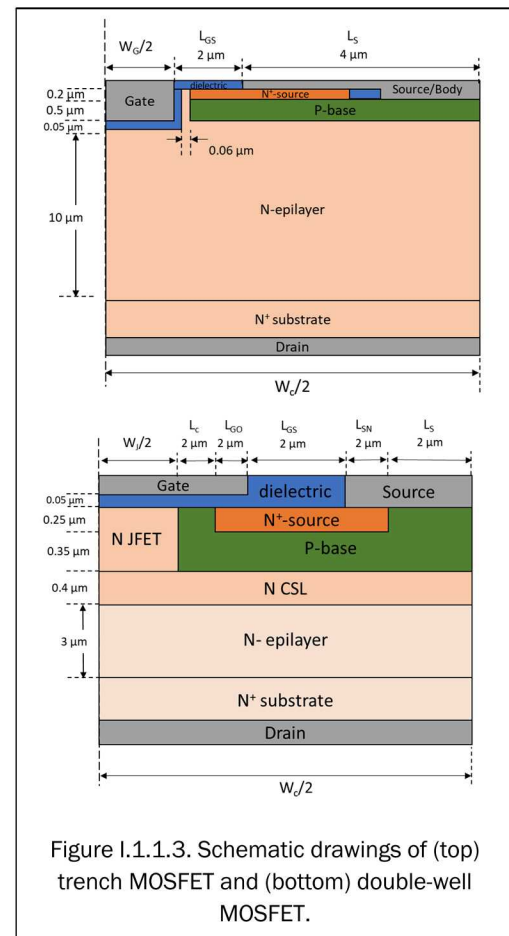 W_G/2
L_GS
L_S
2 µm
4 µm
dielectric
Source/Body
0.2 µm
Gate
N⁺-source
0.5 µm
P-base
0.05 µm
0.06 µm
10 µm
N-epilayer
N⁺ substrate
Drain
W_c/2
L_c L_GO L_GS L_SN L_S
W_J/2 2 µm 2 µm 2 µm 2 µm 2 µm
Gate
dielectric
Source
0.05 µm
0.25 µm
N⁺-source
N JFET
P-base
0.35 µm
0.4 µm
N CSL
3 µm
N- epilayer
N⁺ substrate
Drain
W_c/2
Figure I.1.1.3. Schematic drawings of (top)
trench MOSFET and (bottom) double-well
MOSFET.